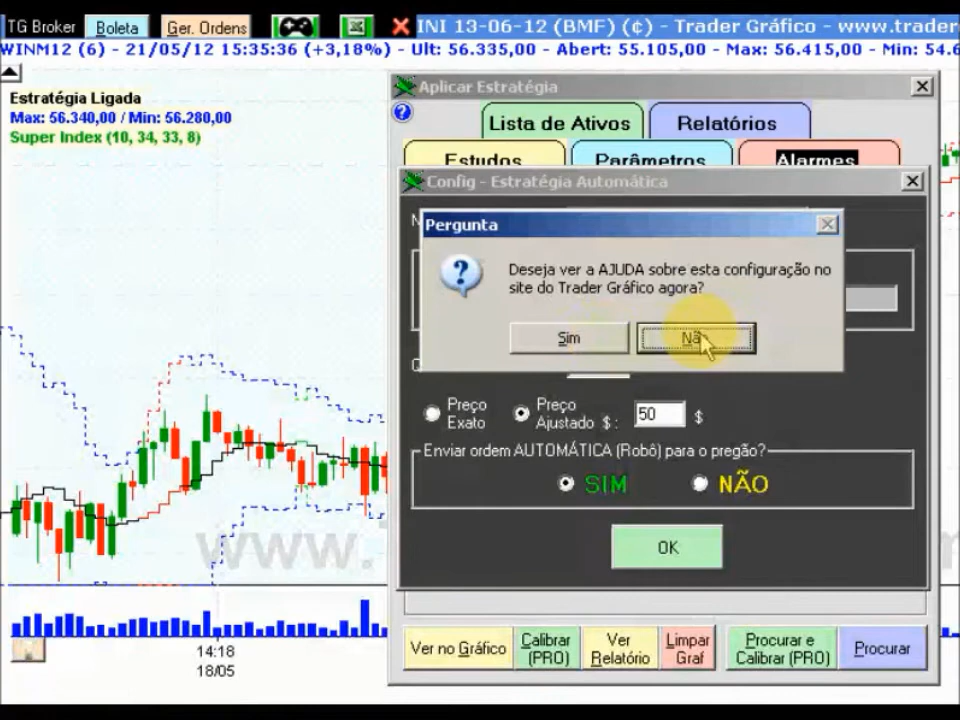 TG Broker Boleta Ger. Ordens INI 13-06-12 (BMF) (¢) - Trader Gráfico - www.trader
WINM12 (6) - 21/05/12 15:35:36 (+3,18%) - Ult: 56.335,00 - Abert: 55.105,00 - Max: 56.415,00 - Min: 54.6
Estratégia Ligada
Max: 56.340,00 / Min: 56.280,00
Super Index (10, 34, 33, 8)
Aplicar Estratégia
Lista de Ativos Relatórios
Estudos Parâmetros Alarmes
Config - Estratégia Automática
Pergunta
Deseja ver a AJUDA sobre esta configuração no
site do Trader Gráfico agora?
Sim Não
Preço Exato
Preço Ajustado $ : 50 $
Enviar ordem AUTOMÁTICA (Robô) para o pregão?
SIM NÃO
OK
Ver no Gráfico Calibrar (PRO) Ver Relatório Limpar Graf Procurar e Calibrar (PRO) Procurar
14:18
18/05
www.